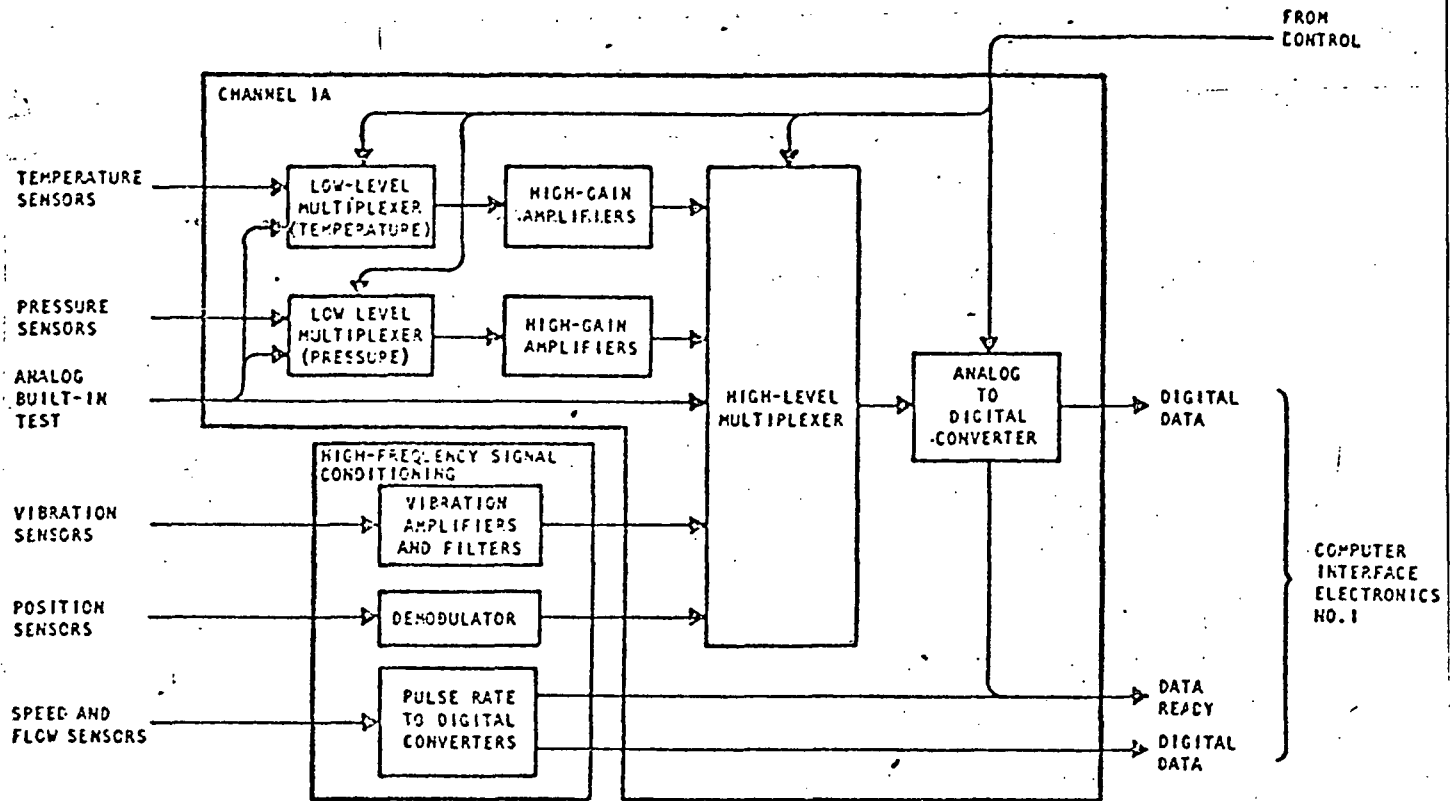 FROM
CONTROL
CHANNEL 1A
TEMPERATURE
SENSORS
LOW-LEVEL
MULTIPLEXER
(TEMPERATURE)
HIGH-GAIN
AMPLIFIERS
PRESSURE
SENSORS
LOW LEVEL
MULTIPLEXER
(PRESSURE)
HIGH-GAIN
AMPLIFIERS
ANALOG
BUILT-IN
TEST
HIGH-LEVEL
MULTIPLEXER
ANALOG
TO
DIGITAL
CONVERTER
DIGITAL
DATA
HIGH-FREQUENCY SIGNAL
CONDITIONING
VIBRATION
SENSORS
VIBRATION
AMPLIFIERS
AND FILTERS
POSITION
SENSORS
DEMODULATOR
SPEED AND
FLOW SENSORS
PULSE RATE
TO DIGITAL
CONVERTERS
DATA
READY
DIGITAL
DATA
COMPUTER
INTERFACE
ELECTRONICS
NO.1